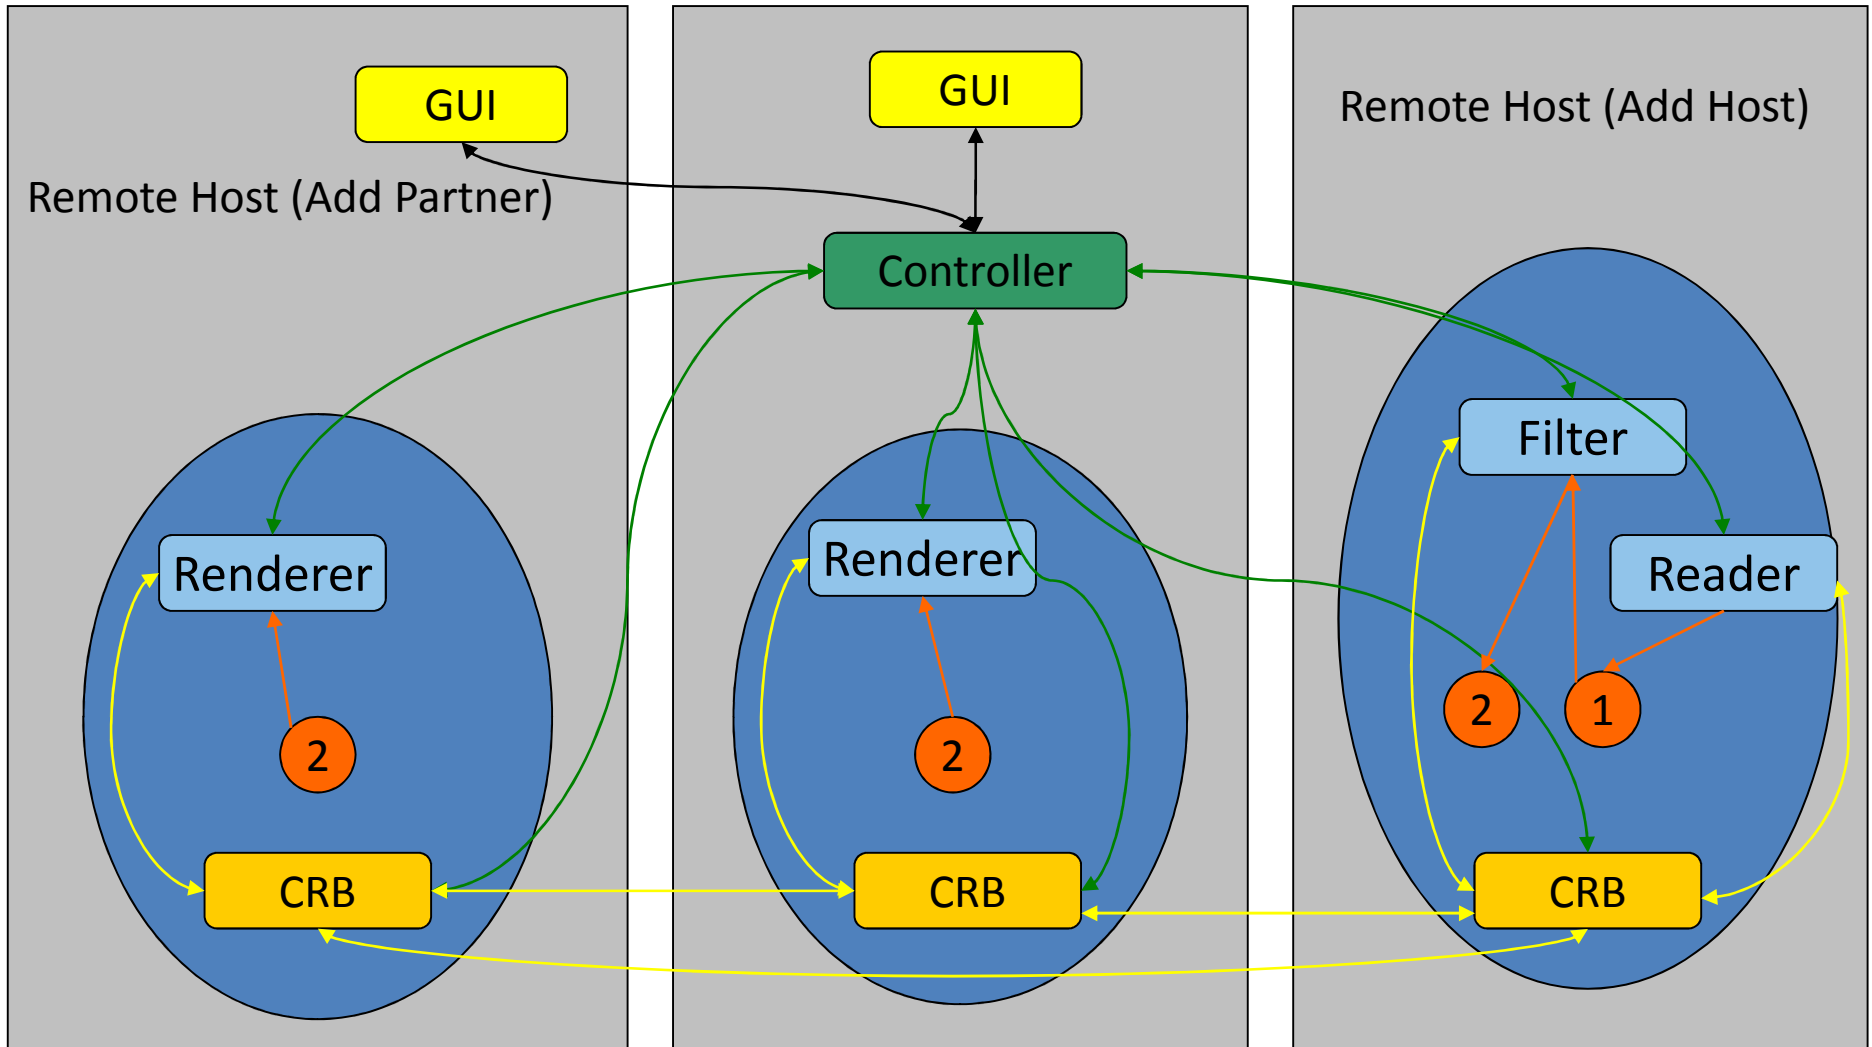 GUI
Remote Host (Add Partner)
Renderer
2
CRB
GUI
Controller
Renderer
2
CRB
Remote Host (Add Host)
Filter
Reader
2
1
CRB